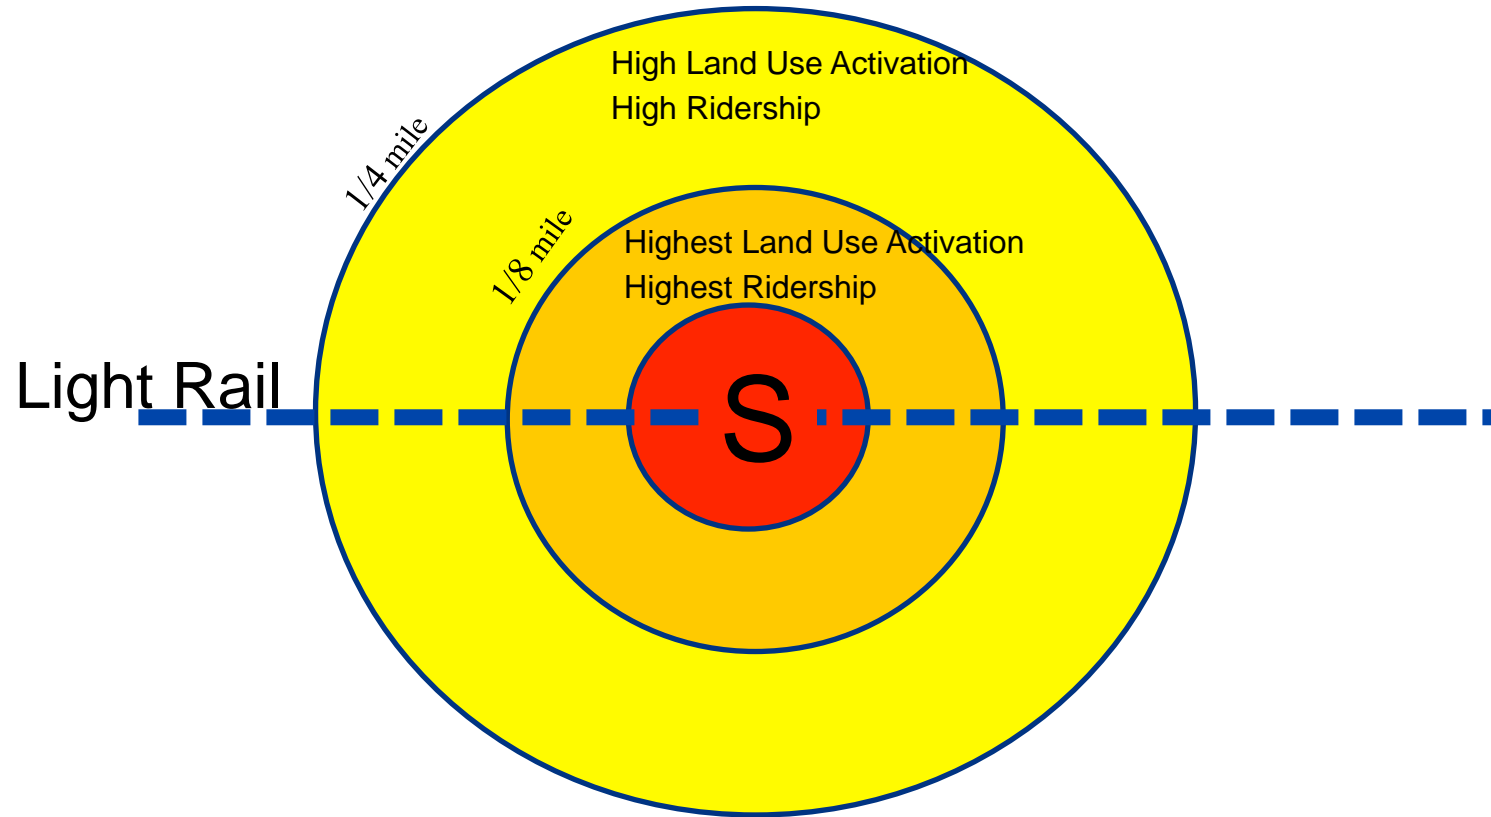 High Land Use Activation
High Ridership
1/4 mile
1/8 mile
Highest Land Use Activation
Highest Ridership
Light Rail
S